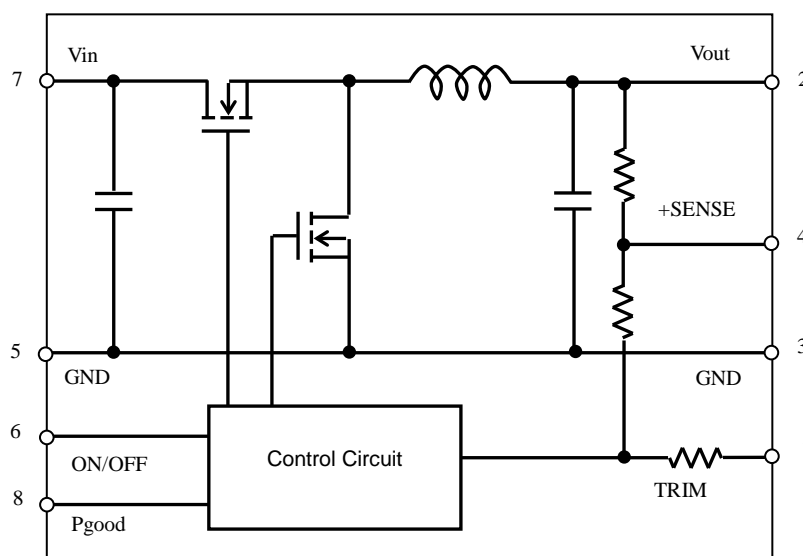 Vin
Vout
7
2
+SENSE
4
5
3
GND
GND
6
ON/OFF
Control Circuit
8
TRIM
Pgood